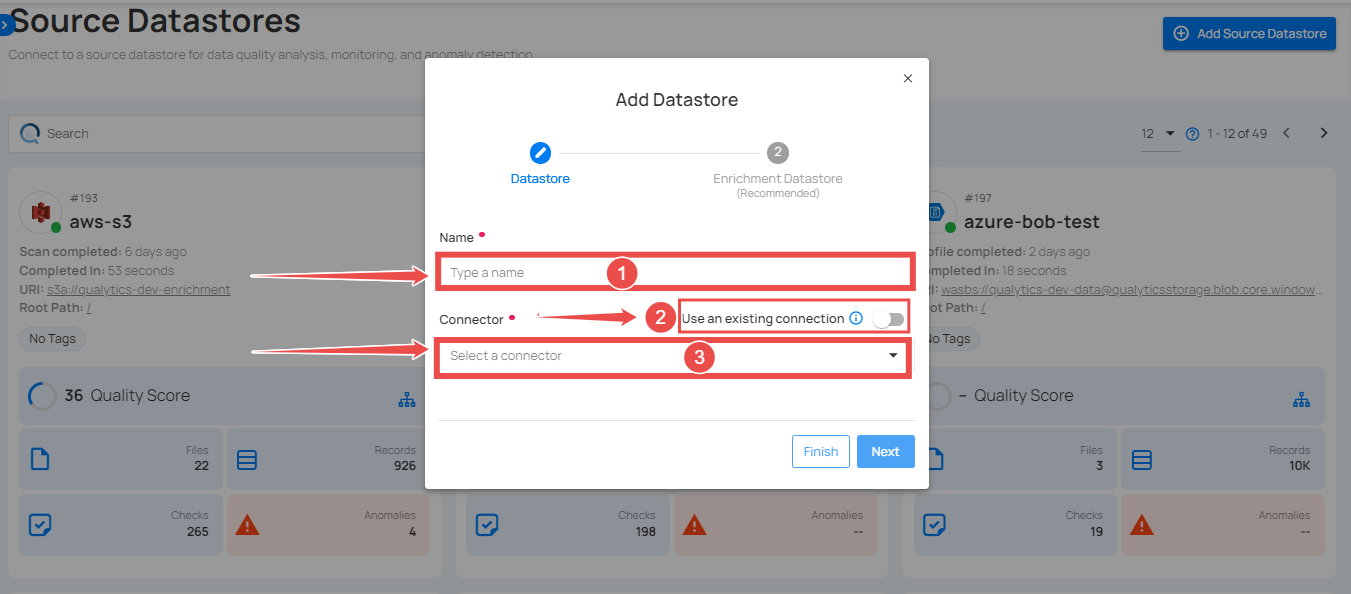 Source Datastores
Connect to a source datastore for data quality analysis, monitoring, and anomaly detection
Add Source Datastore
Search
12
1 - 12 of 49
#193
aws-s3
Scan completed: 6 days ago
Completed In: 53 seconds
URI: s3a://qualytics-dev-enrichment
Root Path: /
No Tags
36 Quality Score
Files
22
Records
926
Checks
265
Anomalies
4
Add Datastore
Datastore
2
Enrichment Datastore
(Recommended)
Name
Type a name
1
Connector
2
Use an existing connection
Select a connector
3
Finish
Next
Checks
198
Anomalies
--
#197
azure-bob-test
ofile completed: 2 days ago
ompleted In: 18 seconds
RI: wasbs://qualytics-dev-data@qualyticsstorage.blob.core.window...
oot Path: /
No Tags
– Quality Score
Files
3
Records
10K
Checks
19
Anomalies
--